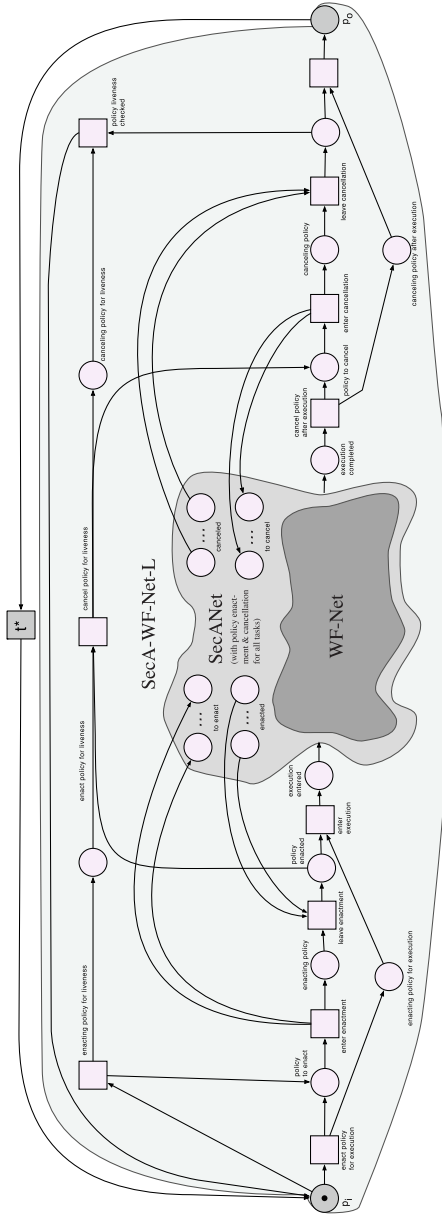 t*
enacting policy for liveness
enact policy for liveness
cancel policy for liveness
canceling policy for liveness
policy liveness
checked
SecA-WF-Net-L
SecANet
(with policy enact-
ment & cancellation
for all tasks)
to enact
enacted
canceled
to cancel
WF-Net
pi
enact policy
for execution
policy
to enact
enter enactment
enacting policy
leave enactment
policy
enacted
enter
execution
execution
entered
execution
completed
cancel policy
after execution
policy to cancel
enter cancellation
canceling policy
leave cancellation
po
enacting policy for execution
canceling policy after execution